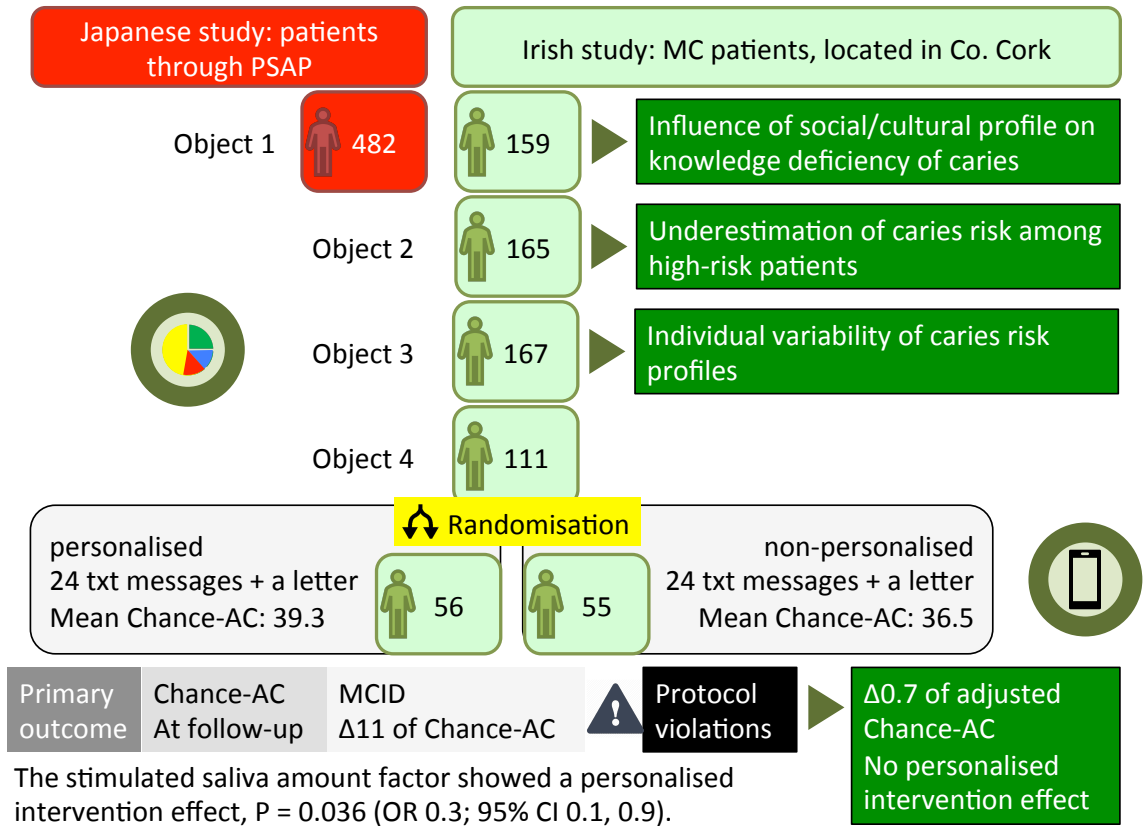 Japanese study: patients
through PSAP
Irish study: MC patients, located in Co. Cork
Object 1
482
159
Influence of social/cultural profile on
knowledge deficiency of caries
Object 2
165
Underestimation of caries risk among
high-risk patients
Object 3
167
Individual variability of caries risk
profiles
Object 4
111
Randomisation
personalised
24 txt messages + a letter
Mean Chance-AC: 39.3
56
55
non-personalised
24 txt messages + a letter
Mean Chance-AC: 36.5
Primary
outcome
Chance-AC
At follow-up
MCID
Δ11 of Chance-AC
!
Protocol
violations
Δ0.7 of adjusted
Chance-AC
No personalised
intervention effect
The stimulated saliva amount factor showed a personalised
intervention effect, P = 0.036 (OR 0.3; 95% CI 0.1, 0.9).